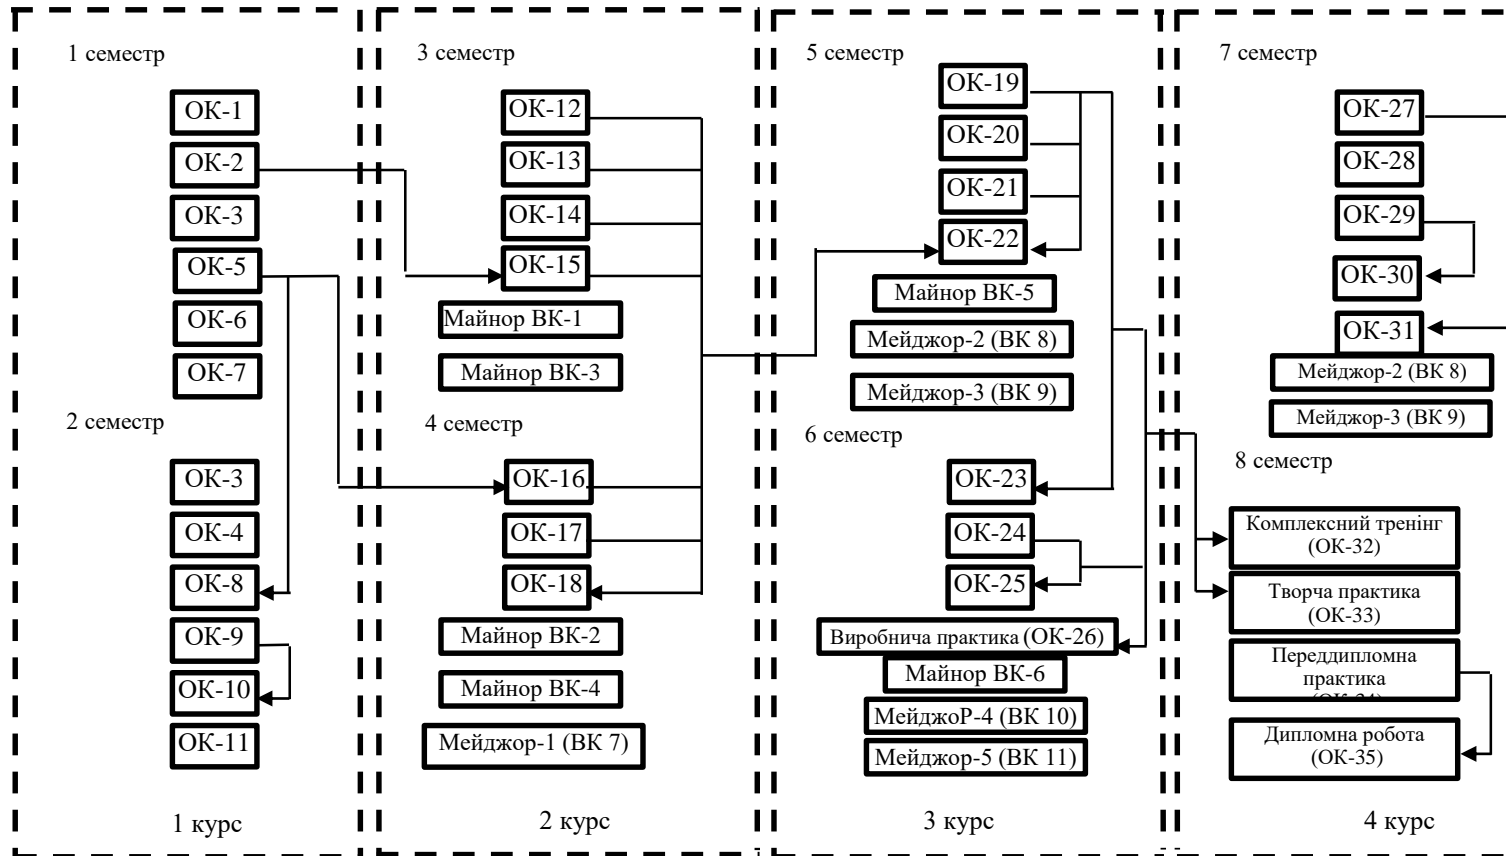 1 семестр
ОК-1
ОК-2
ОК-3
ОК-5
ОК-6
ОК-7
2 семестр
ОК-3
ОК-4
ОК-8
ОК-9
ОК-10
ОК-11
1 курс
3 семестр
ОК-12
ОК-13
ОК-14
ОК-15
Майнор ВК-1
Майнор ВК-3
4 семестр
ОК-16
ОК-17
ОК-18
Майнор ВК-2
Майнор ВК-4
Мейджор-1 (ВК 7)
2 курс
5 семестр
ОК-19
ОК-20
ОК-21
ОК-22
Майнор ВК-5
Мейджор-2 (ВК 8)
Мейджор-3 (ВК 9)
6 семестр
ОК-23
ОК-24
ОК-25
Виробнича практика (ОК-26)
Майнор ВК-6
МейджоР-4 (ВК 10)
Мейджор-5 (ВК 11)
3 курс
7 семестр
ОК-27
ОК-28
ОК-29
ОК-30
ОК-31
Мейджор-2 (ВК 8)
Мейджор-3 (ВК 9)
8 семестр
Комплексний тренінг
(ОК-32)
Творча практика
(ОК-33)
Переддипломна
практика
Дипломна робота
(ОК-35)
4 курс